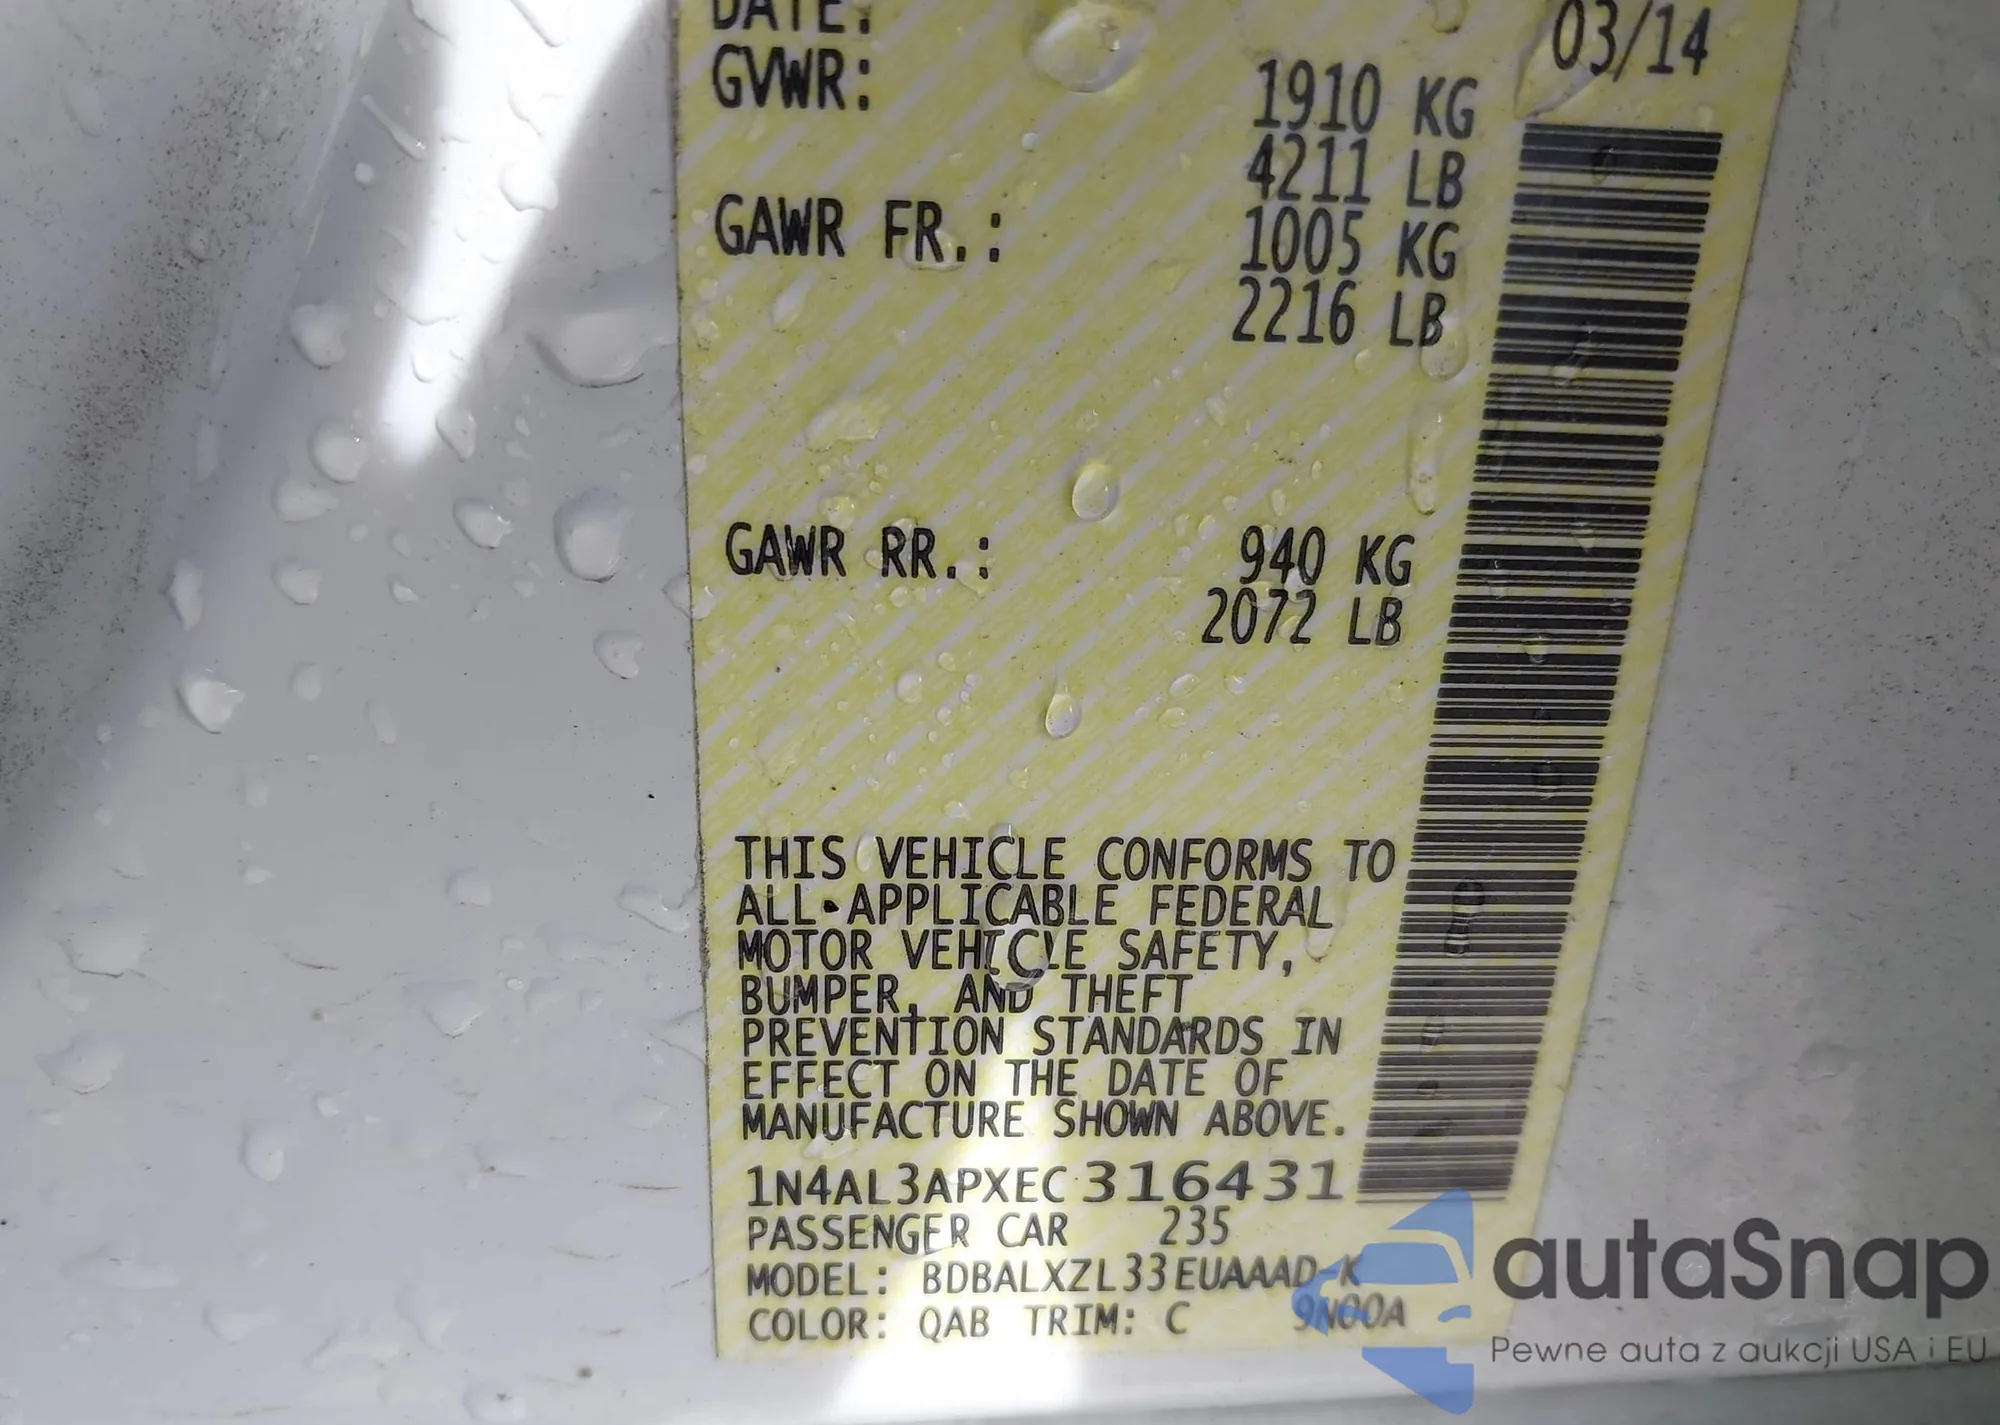 DATE: 03/14
GVWR: 1910 KG
4211 LB
GAWR FR.: 1005 KG
2216 LB
GAWR RR.: 940 KG
2072 LB
THIS VEHICLE CONFORMS TO
ALL APPLICABLE FEDERAL
MOTOR VEHICLE SAFETY,
BUMPER, AND THEFT
PREVENTION STANDARDS IN
EFFECT ON THE DATE OF
MANUFACTURE SHOWN ABOVE.
1N4AL3APXEC316431
PASSENGER CAR 235
MODEL: BDBALXZL33EUAAAD-K
COLOR: QAB TRIM: C 9N00A
autaSnap
Pewne auta z aukcji USA i EU